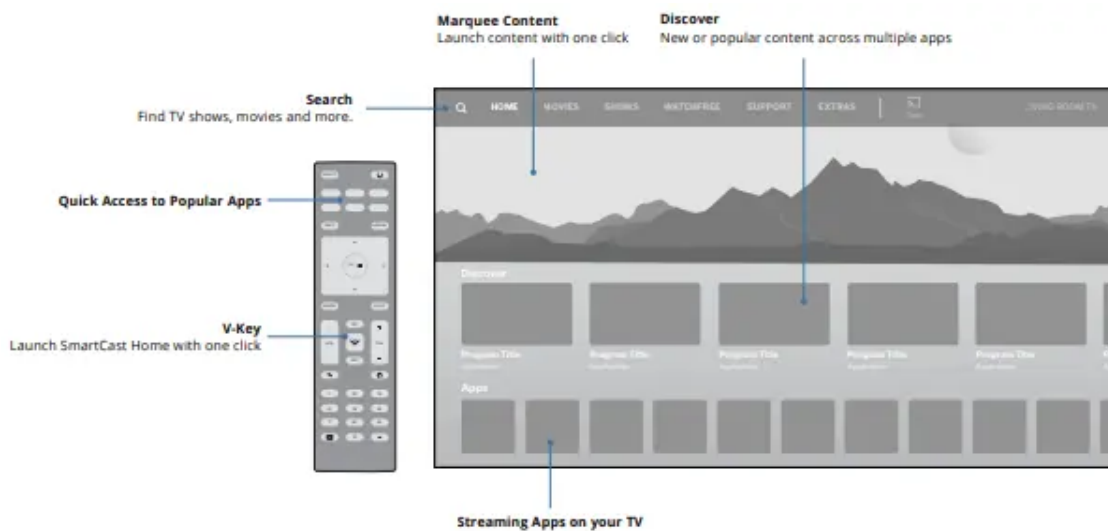 Marquee Content
Launch content with one click
Discover
New or popular content across multiple apps
Search
Find TV shows, movies and more.
HOME MOVIES SHOWS WATCHFREE SUPPORT EXTRAS LIVING ROOM TV
Quick Access to Popular Apps
Discover
V-Key
Launch SmartCast Home with one click
Program Title Program Title Program Title Program Title Program Title
Apps
Streaming Apps on your TV